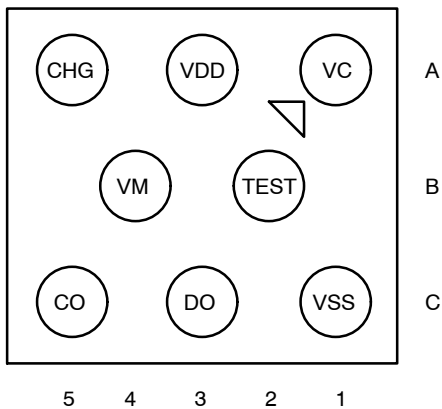 CHG VDD VC A
VM TEST B
CO DO VSS C
5 4 3 2 1